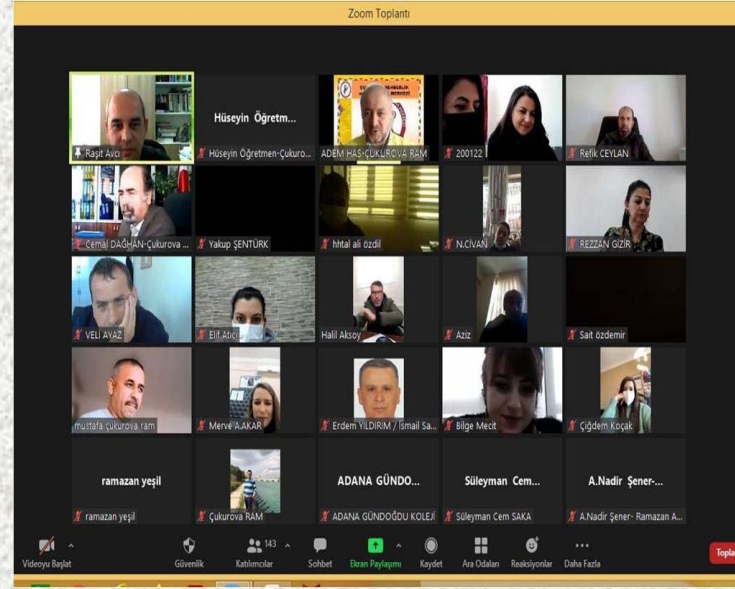 Zoom Toplantı
Raşit Avcı
Hüseyin Öğretm...
Hüseyin Öğretmen-Çukuro...
ADEM HAS-ÇUKUROVA RAM
200122
Refik CEYLAN
Cemal DAĞHAN-Çukurova ...
Yakup ŞENTÜRK
hhtal ali özdil
N.CİVAN
REZZAN GİZİR
VELİ AYAZ
Elif Atıcı
Halil Aksoy
Aziz
Sait özdemir
mustafa çukurova ram
Merve A.AKAR
Erdem YILDIRIM / İsmail Sa...
Bilge Mecit
Çiğdem Koçak
ramazan yeşil
ramazan yeşil
Çukurova RAM
ADANA GÜNDO...
ADANA GÜNDOĞDU KOLEJİ
Süleyman Cem...
Süleyman Cem SAKA
A.Nadir Şener-...
A.Nadir Şener- Ramazan A...
Videoyu Başlat
Güvenlik
143
Katılımcılar
Sohbet
Ekran Paylaşımı
Kaydet
Ara Odaları
Reaksiyonlar
Daha Fazla